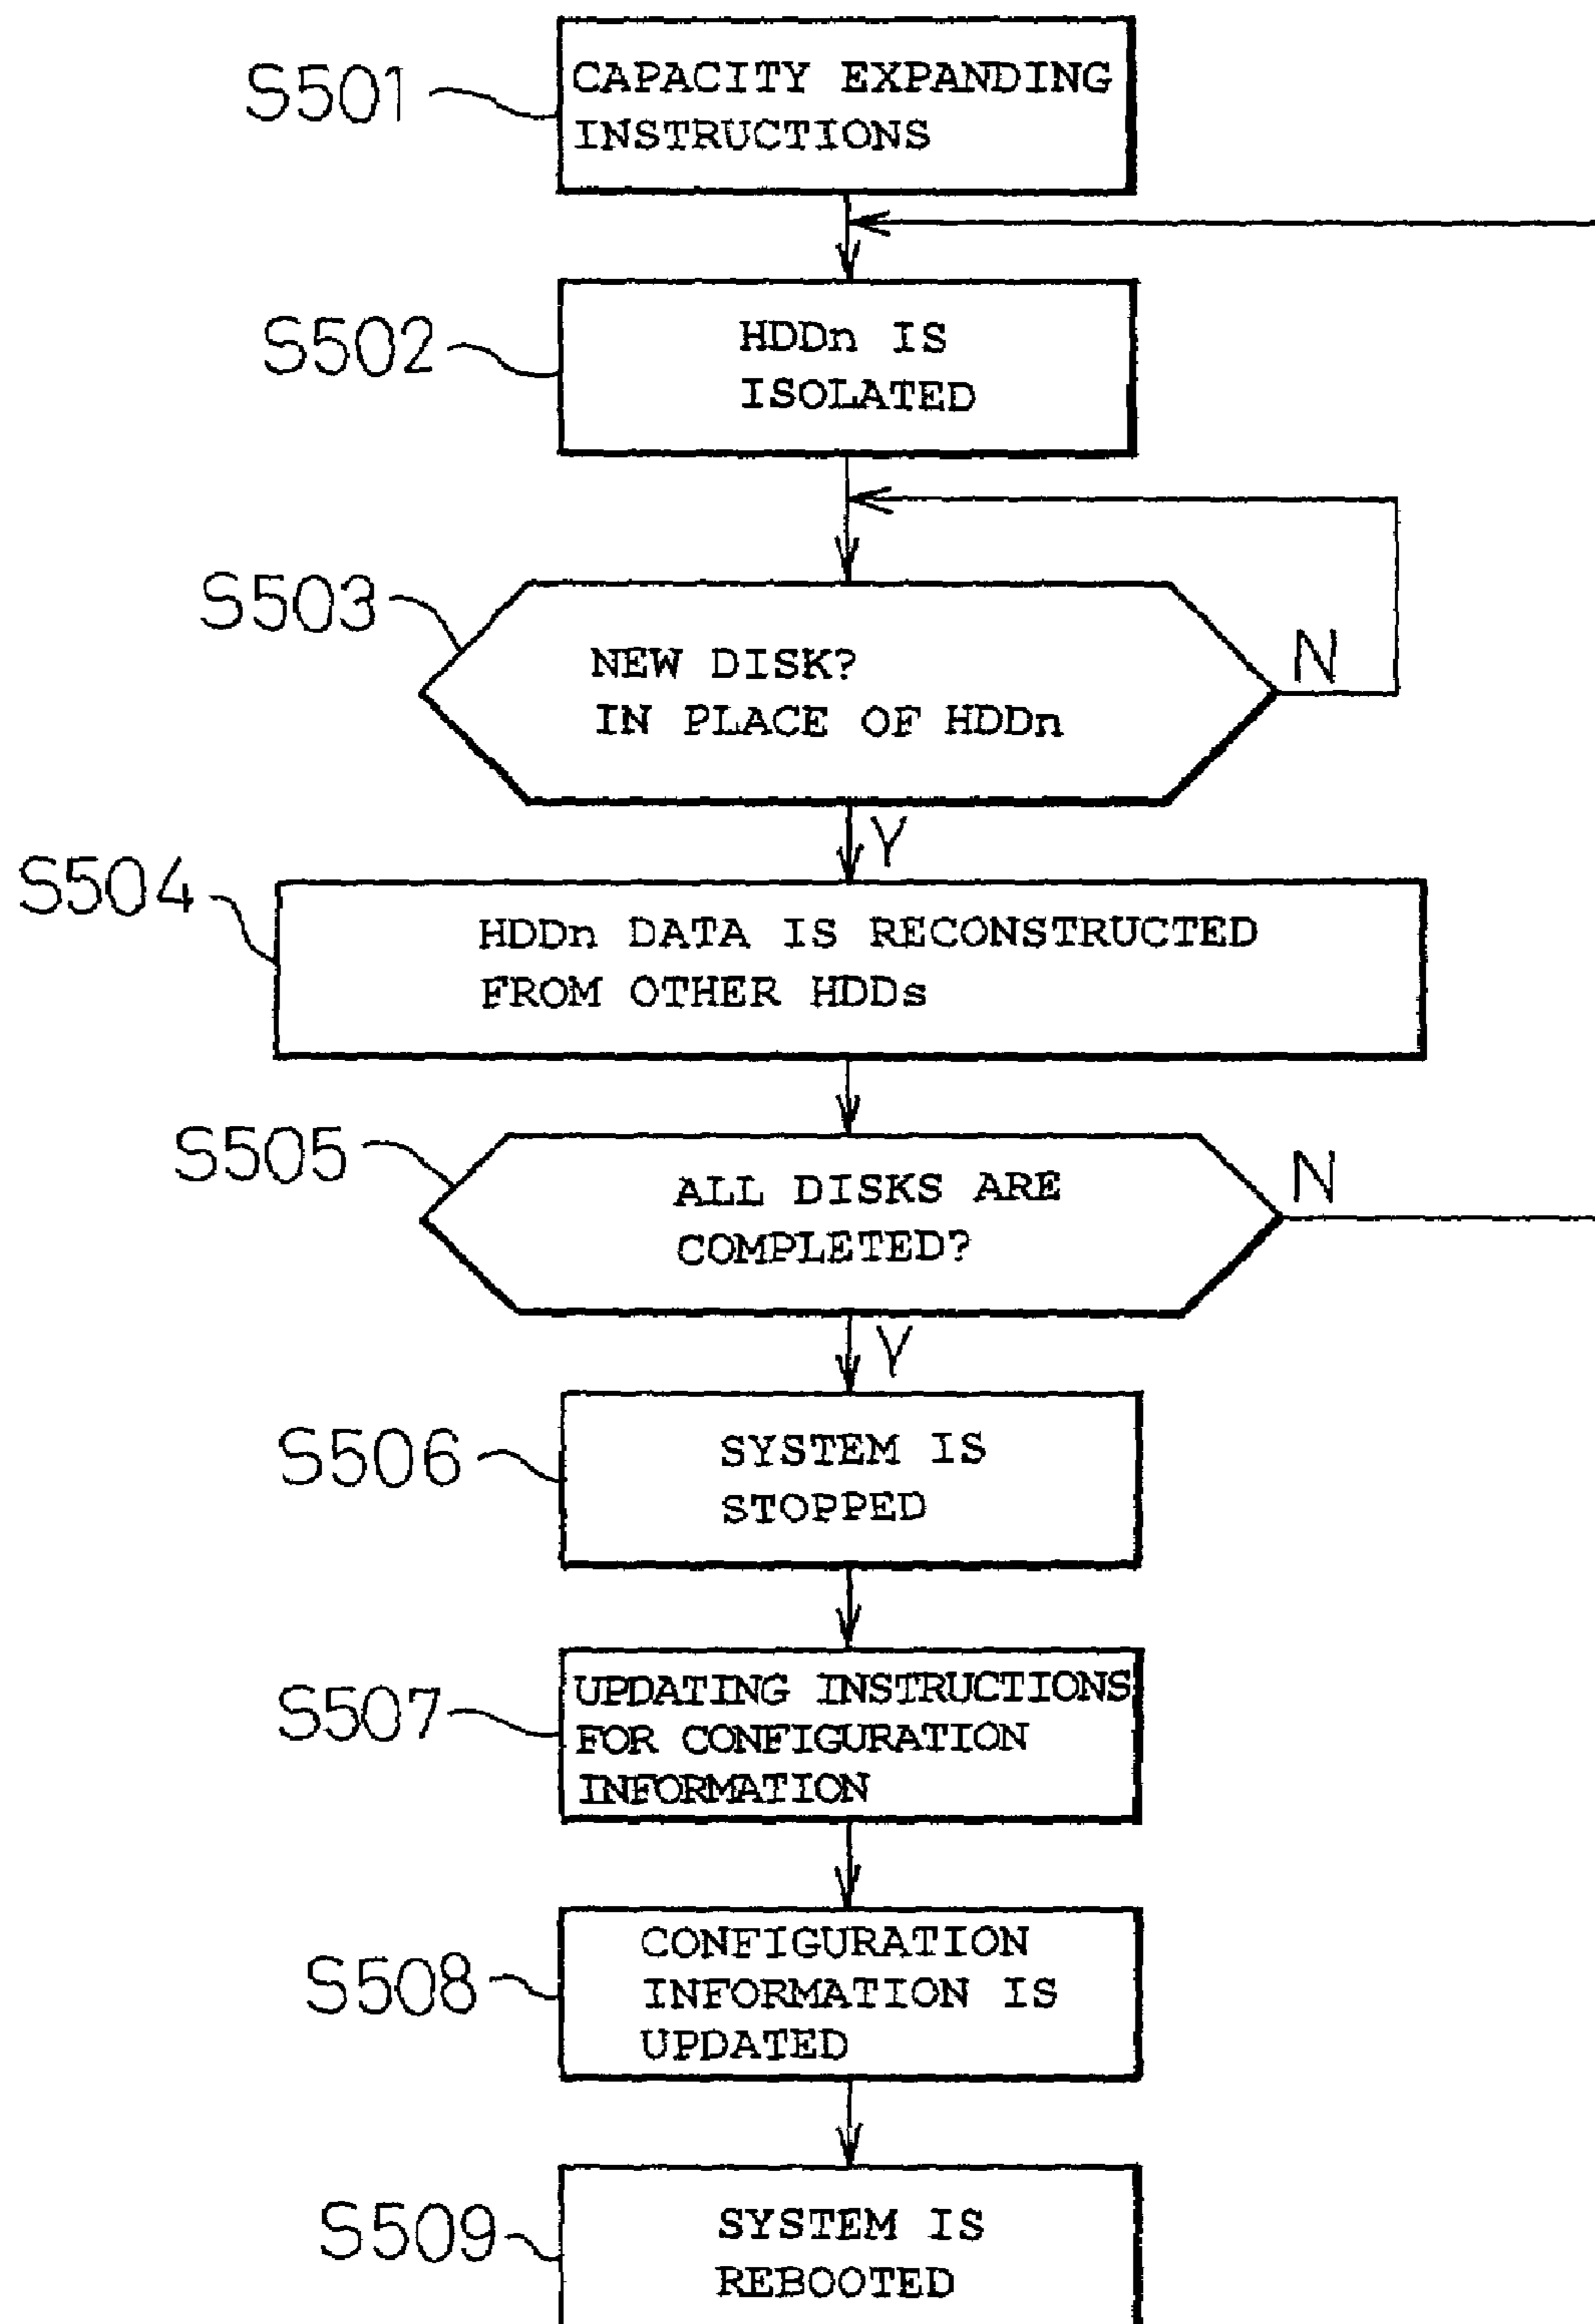 S501
CAPACITY EXPANDING
INSTRUCTIONS
S502
HDDn IS
ISOLATED
S503
NEW DISK?
IN PLACE OF HDDn
N
Y
S504
HDDn DATA IS RECONSTRUCTED
FROM OTHER HDDs
S505
ALL DISKS ARE
COMPLETED?
N
Y
S506
SYSTEM IS
STOPPED
S507
UPDATING INSTRUCTIONS
FOR CONFIGURATION
INFORMATION
S508
CONFIGURATION
INFORMATION IS
UPDATED
S509
SYSTEM IS
REBOOTED